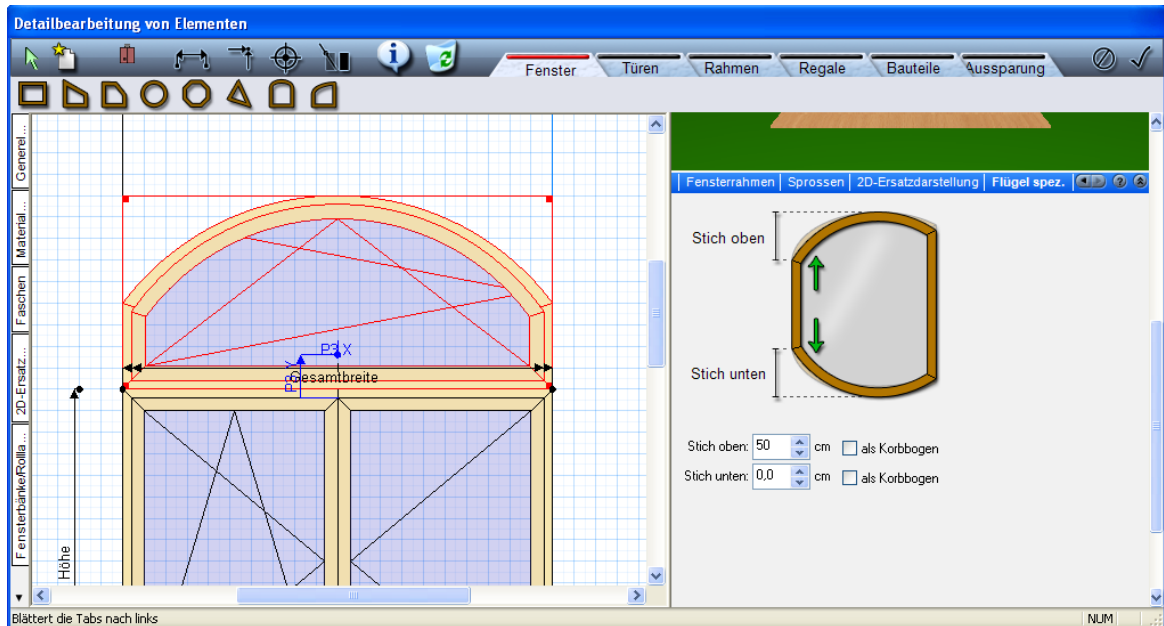 Detailbearbeitung von Elementen
Fenster Türen Rahmen Regale Bauteile Aussparung
Generel...
Material...
Faschen
2D-Ersatz...
Fensterbänke/Rolla...
P3.X
P3.Y
Gesamtbreite
Höhe
Fensterrahmen Sprossen 2D-Ersatzdarstellung Flügel spez.
Stich oben
Stich unten
Stich oben: 50 cm als Korbbogen
Stich unten: 0,0 cm als Korbbogen
Blättert die Tabs nach links NUM